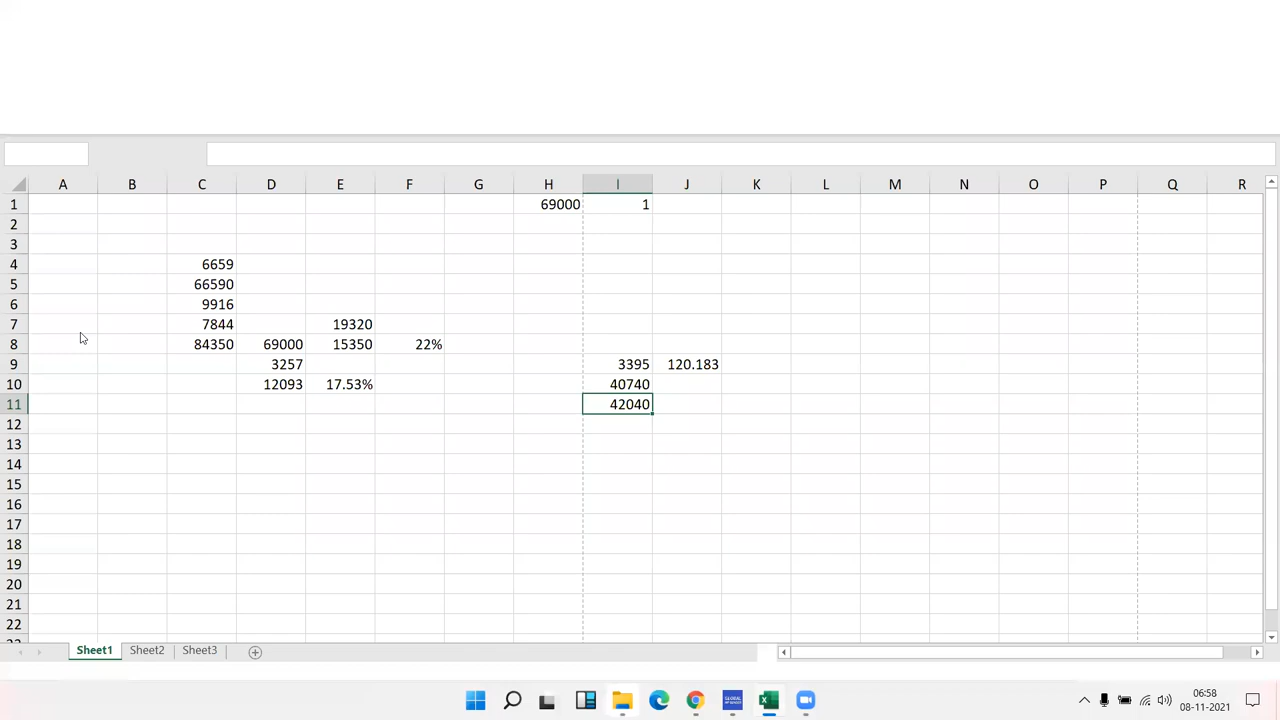 A B C D E F G H I J K L M N O P Q R
1 69000 1
2
3
4 6659
5 66590
6 9916
7 7844 19320
8 84350 69000 15350 22%
9 3257 3395 120.183
10 12093 17.53% 40740
11 42040
12
13
14
15
16
17
18
19
20
21
22
Sheet1 Sheet2 Sheet3
GLOBAL
06:58
08-11-2021